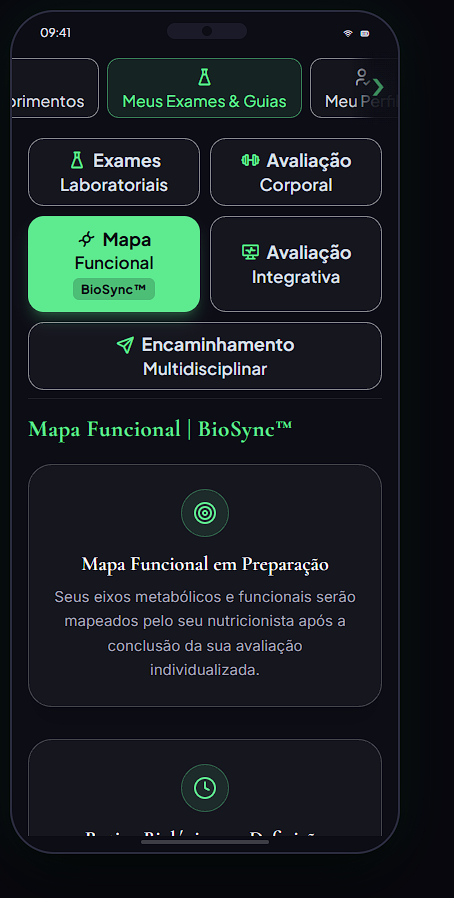 09:41
Meus Exames & Guias
Meu
Exames
Laboratoriais
Avaliação
Corporal
Mapa
Funcional
BioSync™
Avaliação
Integrativa
Encaminhamento
Multidisciplinar
Mapa Funcional | BioSync™
Mapa Funcional em Preparação
Seus eixos metabólicos e funcionais serão
mapeados pelo seu nutricionista após a
conclusão da sua avaliação
individualizada.